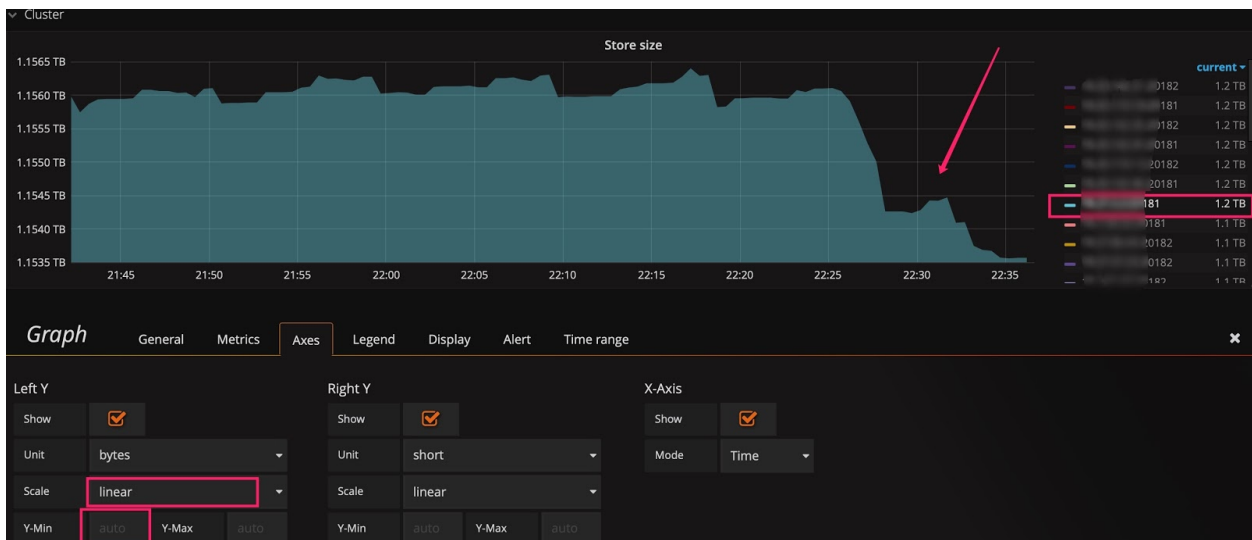 Cluster
Store size
1.1565 TB
1.1560 TB
1.1555 TB
1.1550 TB
1.1545 TB
1.1540 TB
1.1535 TB
21:45 21:50 21:55 22:00 22:05 22:10 22:15 22:20 22:25 22:30 22:35
current
0182 1.2 TB
181 1.2 TB
0182 1.2 TB
0181 1.2 TB
20182 1.2 TB
20181 1.2 TB
181 1.2 TB
0181 1.1 TB
20182 1.1 TB
0182 1.1 TB
182 1.1 TB
Graph General Metrics Axes Legend Display Alert Time range
Left Y Right Y X-Axis
Show Show Show
Unit bytes Unit short Mode Time
Scale linear Scale linear
Y-Min auto Y-Max auto Y-Min auto Y-Max auto